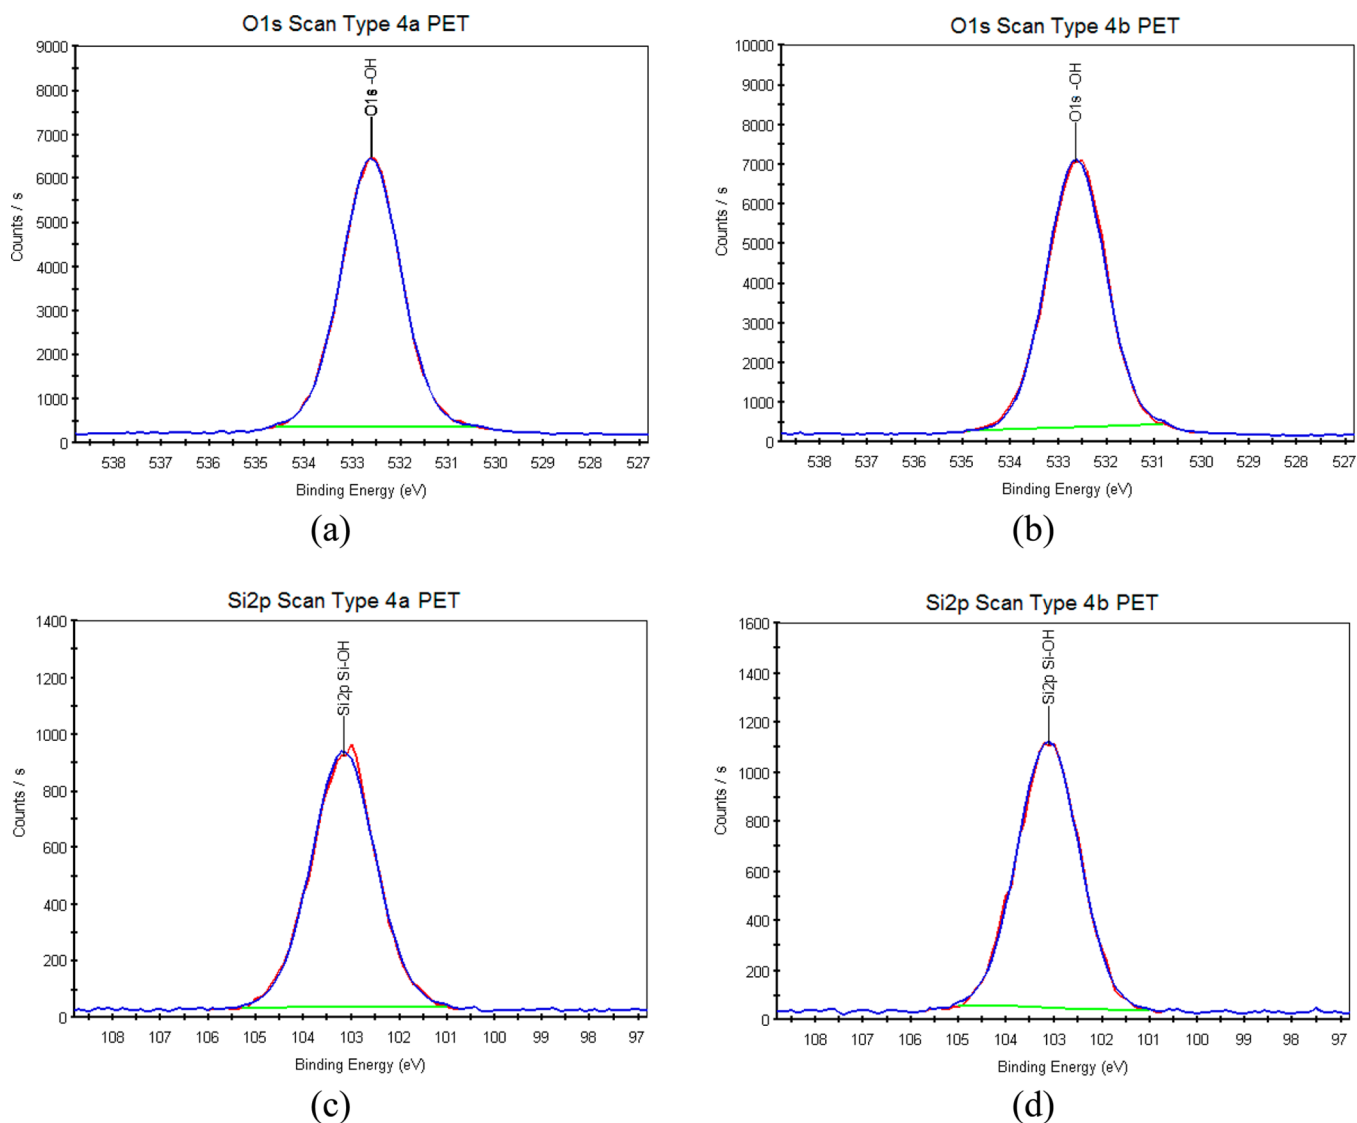 O1s Scan Type 4a PET
9000
8000
7000
6000
5000
4000
3000
2000
1000
0
Counts / s
O1s -OH
538 537 536 535 534 533 532 531 530 529 528 527
Binding Energy (eV)
(a)
O1s Scan Type 4b PET
10000
9000
8000
7000
6000
5000
4000
3000
2000
1000
0
Counts / s
O1s -OH
538 537 536 535 534 533 532 531 530 529 528 527
Binding Energy (eV)
(b)
Si2p Scan Type 4a PET
1400
1200
1000
800
600
400
200
0
Counts / s
Si2p Si-OH
108 107 106 105 104 103 102 101 100 99 98 97
Binding Energy (eV)
(c)
Si2p Scan Type 4b PET
1600
1400
1200
1000
800
600
400
200
0
Counts / s
Si2p Si-OH
108 107 106 105 104 103 102 101 100 99 98 97
Binding Energy (eV)
(d)